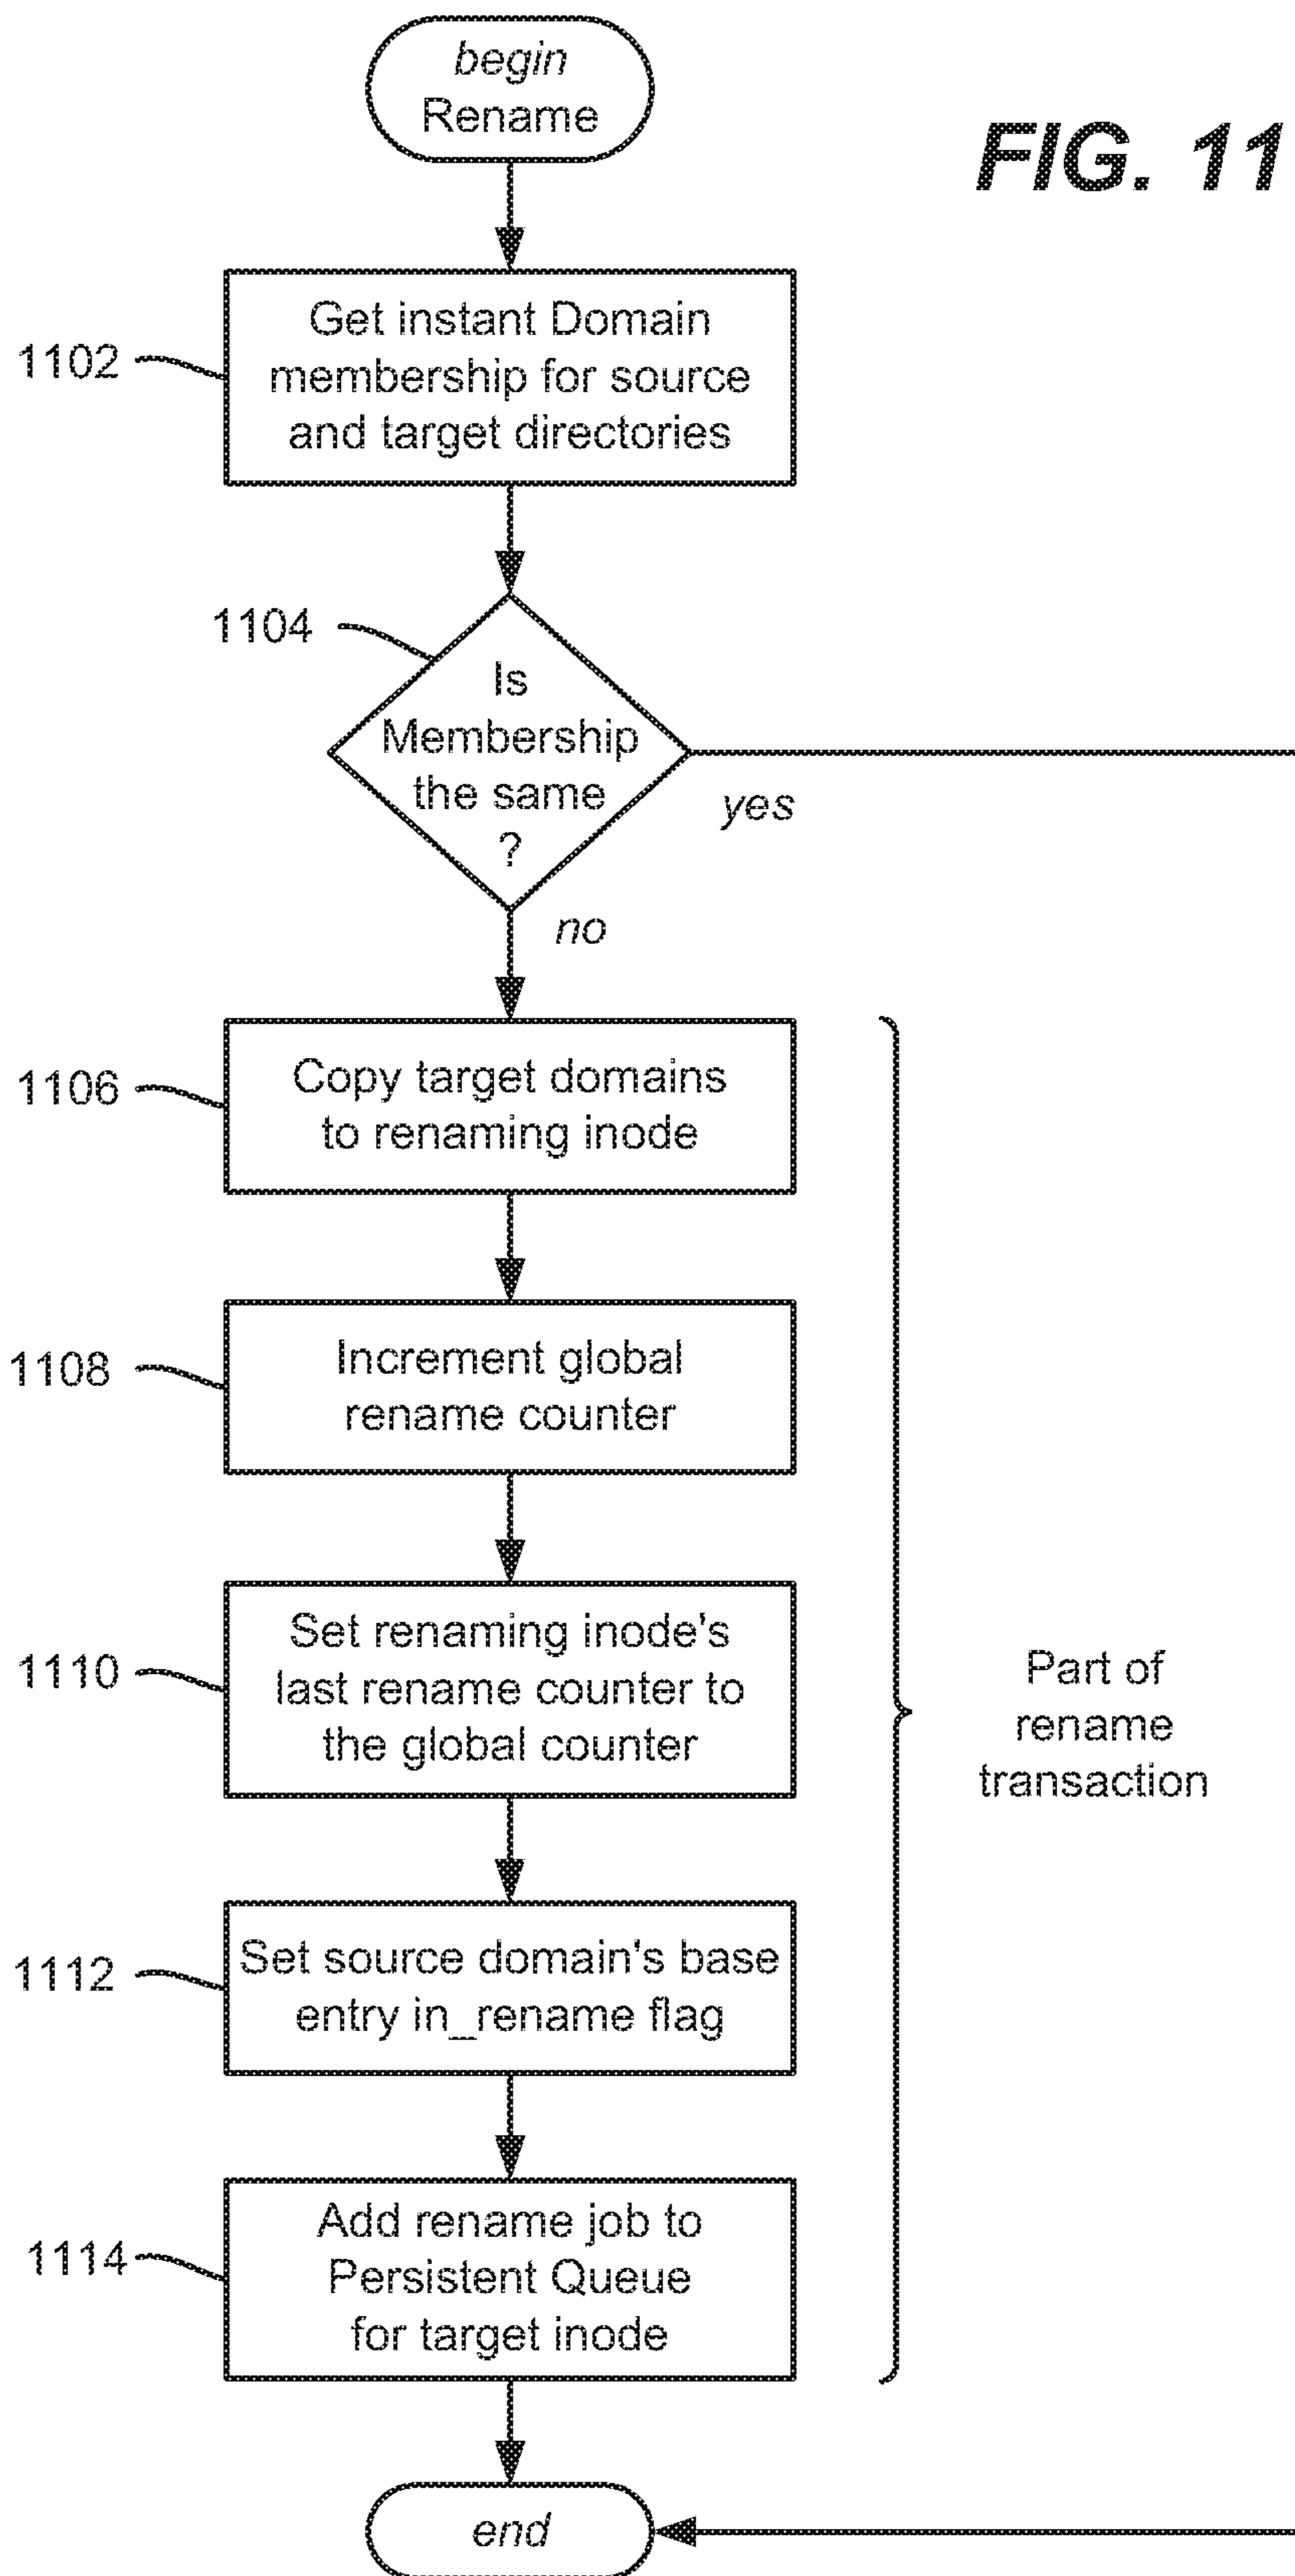 begin
Rename
FIG. 11
1102
Get instant Domain
membership for source
and target directories
1104
Is
Membership
the same
?
yes
no
1106
Copy target domains
to renaming inode
1108
Increment global
rename counter
1110
Set renaming inode's
last rename counter to
the global counter
Part of
rename
transaction
1112
Set source domain's base
entry in_rename flag
1114
Add rename job to
Persistent Queue
for target inode
end